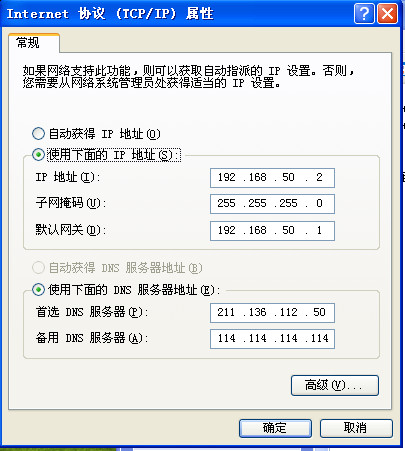 Internet 协议 (TCP/IP) 属性
常规
如果网络支持此功能，则可以获取自动指派的 IP 设置。否则，
您需要从网络系统管理员处获得适当的 IP 设置。
自动获得 IP 地址(O)
使用下面的 IP 地址(S):
IP 地址(I): 192 .168 .50 .2
子网掩码(U): 255 .255 .255 .0
默认网关(D): 192 .168 .50 .1
自动获得 DNS 服务器地址(B)
使用下面的 DNS 服务器地址(E):
首选 DNS 服务器(P): 211 .136 .112 .50
备用 DNS 服务器(A): 114 .114 .114 .114
高级(V)...
确定 取消